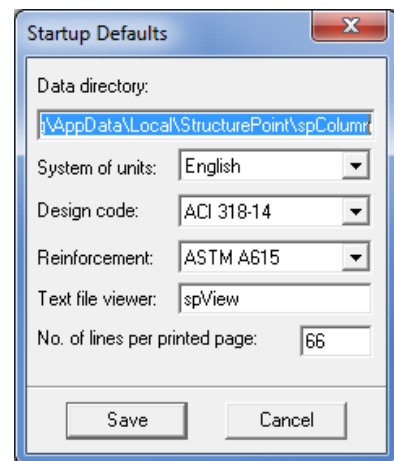 Startup Defaults
Data directory:
\AppData\Local\StructurePoint\spColumn
System of units: English
Design code: ACI 318-14
Reinforcement: ASTM A615
Text file viewer: spView
No. of lines per printed page: 66
Save Cancel